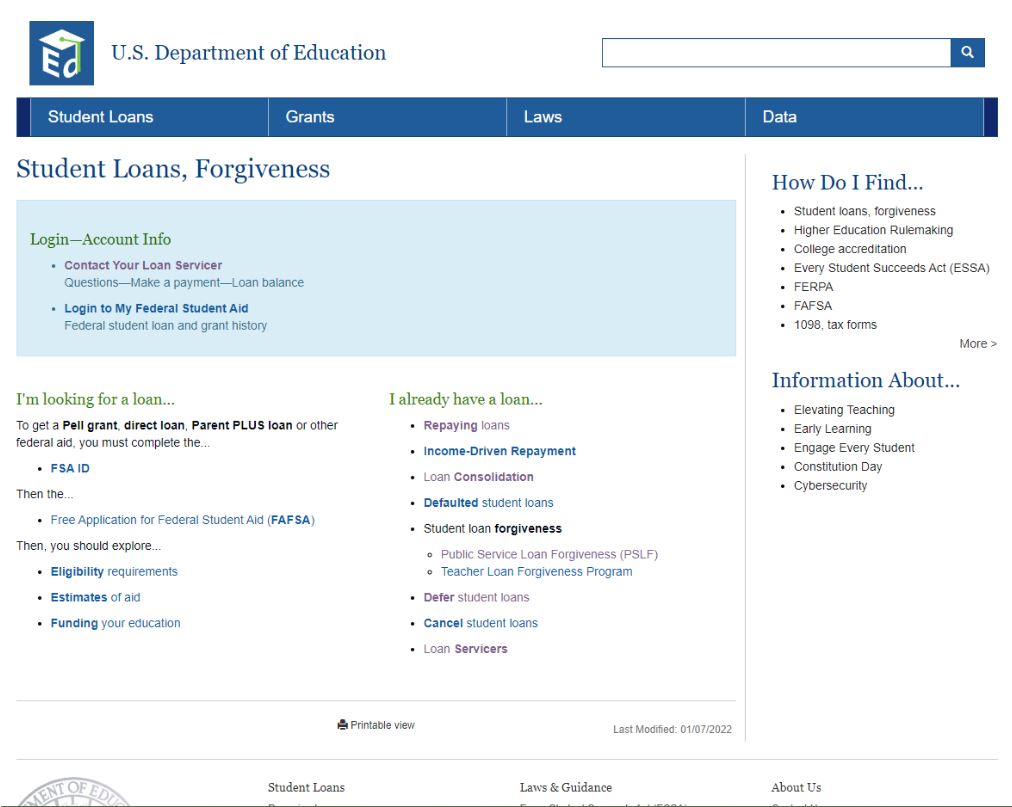 Ed
U.S. Department of Education
Student Loans
Grants
Laws
Data
Student Loans, Forgiveness
Login—Account Info
Contact Your Loan Servicer
Questions—Make a payment—Loan balance
Login to My Federal Student Aid
Federal student loan and grant history
I'm looking for a loan...
To get a Pell grant, direct loan, Parent PLUS loan or other
federal aid, you must complete the...
FSA ID
Then the...
Free Application for Federal Student Aid (FAFSA)
Then, you should explore...
Eligibility requirements
Estimates of aid
Funding your education
I already have a loan...
Repaying loans
Income-Driven Repayment
Loan Consolidation
Defaulted student loans
Student loan forgiveness
Public Service Loan Forgiveness (PSLF)
Teacher Loan Forgiveness Program
Defer student loans
Cancel student loans
Loan Servicers
Printable view
Last Modified: 01/07/2022
How Do I Find...
Student loans, forgiveness
Higher Education Rulemaking
College accreditation
Every Student Succeeds Act (ESSA)
FERPA
FAFSA
1098, tax forms
More >
Information About...
Elevating Teaching
Early Learning
Engage Every Student
Constitution Day
Cybersecurity
Student Loans
Laws & Guidance
About Us